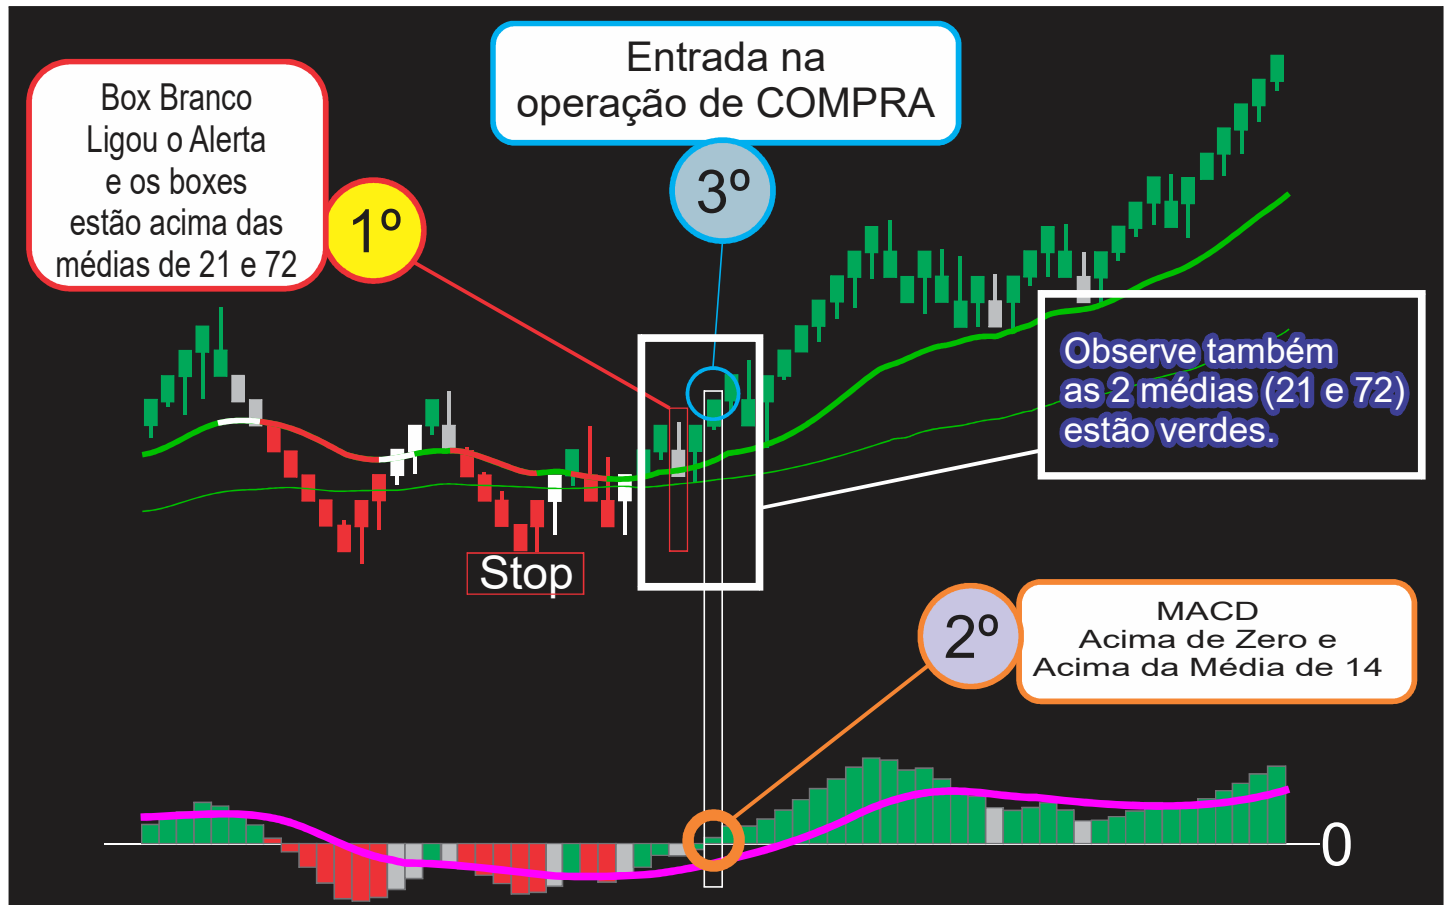 Box Branco
Ligou o Alerta
e os boxes
estão acima das
médias de 21 e 72
1º
Entrada na
operação de COMPRA
3º
Observe também
as 2 médias (21 e 72)
estão verdes.
Stop
2º
MACD
Acima de Zero e
Acima da Média de 14
0